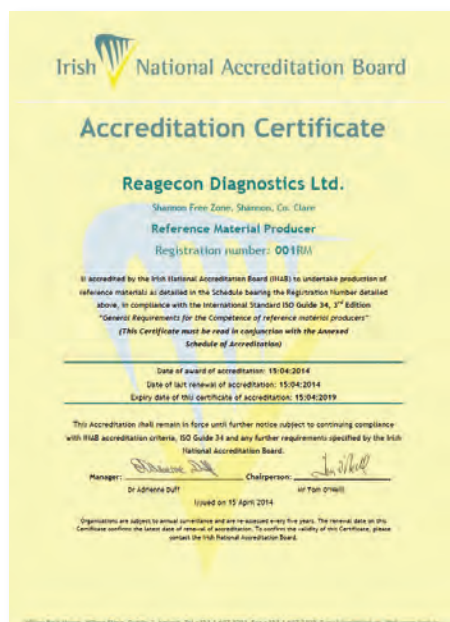 Irish National Accreditation Board
Accreditation Certificate
Reagecon Diagnostics Ltd.
Shannon Free Zone, Shannon, Co. Clare
Reference Material Producer
Registration number: 001RM
is accredited by the Irish National Accreditation Board (INAB) to undertake production of
reference materials as detailed in the Schedule bearing the Registration Number detailed
above, in compliance with the International Standard ISO Guide 34, 3rd Edition
"General Requirements for the Competence of reference material producers"
(This Certificate must be read in conjunction with the Annexed
Schedule of Accreditation)
Date of award of accreditation: 15:04:2014
Date of last renewal of accreditation: 15:04:2014
Expiry date of this certificate of accreditation: 15:04:2019
This Accreditation shall remain in force until further notice subject to continuing compliance
with INAB accreditation criteria, ISO Guide 34 and any further requirements specified by the Irish
National Accreditation Board.
Manager: Adrienne Duff Chairperson: Tom O'Neill
Dr Adrienne Duff Mr Tom O'Neill
Issued on 15 April 2014
Organisations are subject to annual surveillance and are re-assessed every five years. The renewal date on this
Certificate confirms the latest date of renewal of accreditation. To confirm the validity of this Certificate, please
contact the Irish National Accreditation Board.